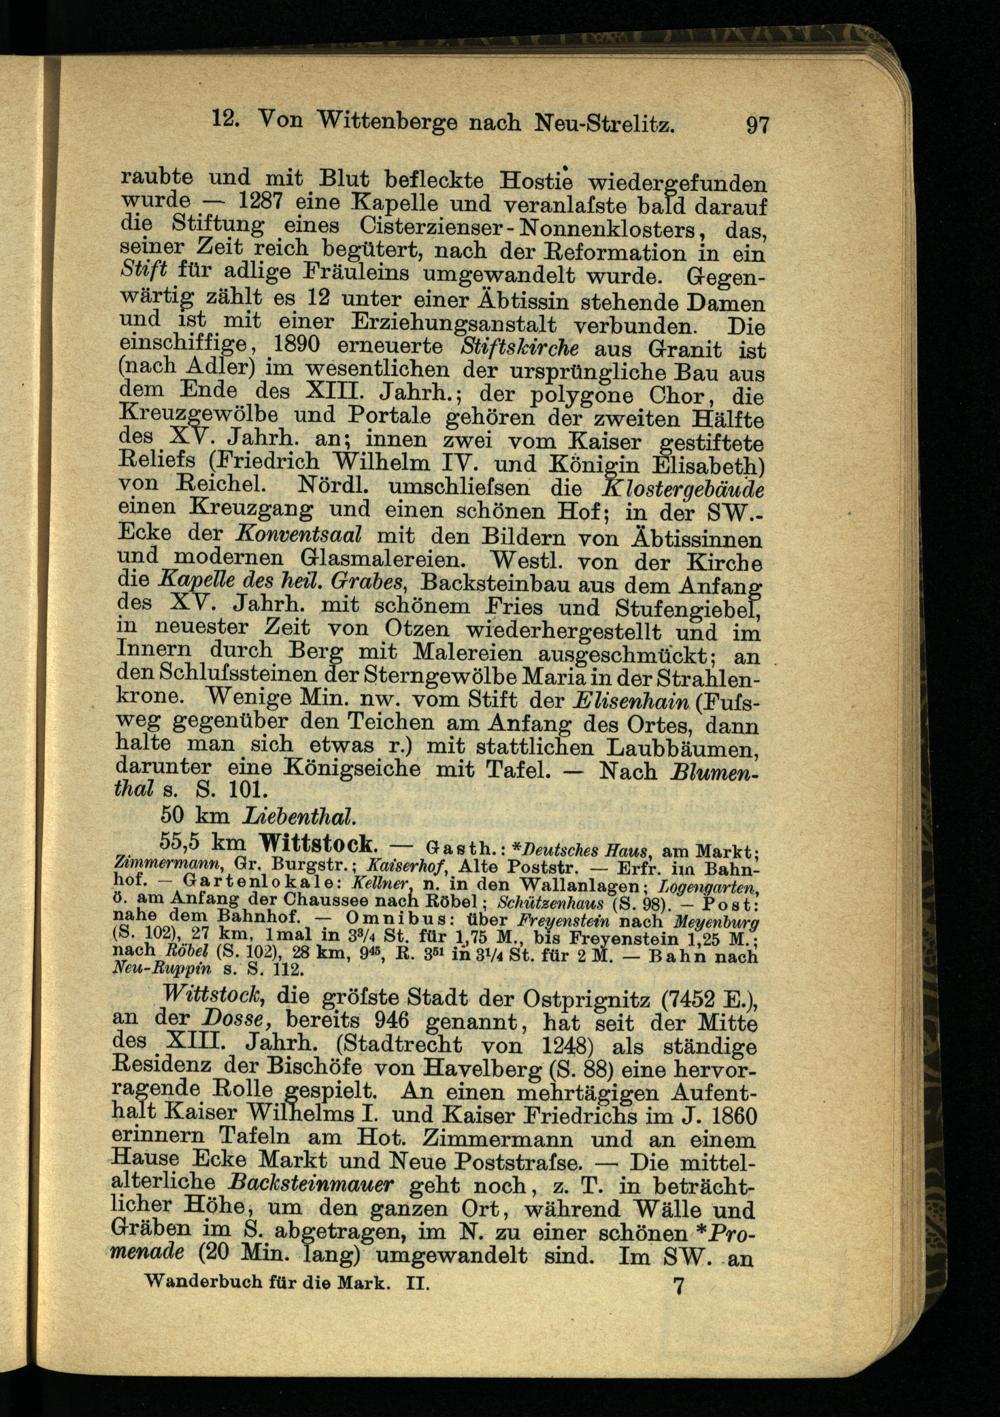 12. Von Wittenberge nach Neu-Strelitz. 97
raubte und mit Blut befleckte Hostie wiedergefunden
wurde — 1287 eine Kapelle und veranlaſste bald darauf
die Stiftung eines Cisterzienser-Nonnenklosters, das,
seiner Zeit reich begütert, nach der Reformation in ein
Stift für adlige Fräuleins umgewandelt wurde. Gegen-
wärtig zählt es 12 unter einer Äbtissin stehende Damen
und ist mit einer Erziehungsanstalt verbunden. Die
einschiffige, 1890 erneuerte Stiftskirche aus Granit ist
(nach Adler) im wesentlichen der ursprüngliche Bau aus
dem Ende des XIII. Jahrh.; der polygone Chor, die
Kreuzgewölbe und Portale gehören der zweiten Hälfte
des XV. Jahrh. an; innen zwei vom Kaiser gestiftete
Reliefs (Friedrich Wilhelm IV. und Königin Elisabeth)
von Reichel. Nördl. umschlieſsen die Klostergebäude
einen Kreuzgang und einen schönen Hof; in der SW.-
Ecke der Konventsaal mit den Bildern von Äbtissinnen
und modernen Glasmalereien. Westl. von der Kirche
die Kapelle des heil. Grabes, Backsteinbau aus dem Anfang
des XV. Jahrh. mit schönem Fries und Stufengiebel,
in neuester Zeit von Otzen wiederhergestellt und im
Innern durch Berg mit Malereien ausgeschmückt; an
den Schluſssteinen der Sterngewölbe Maria in der Strahlen-
krone. Wenige Min. nw. vom Stift der Elisenhain (Fuſs-
weg gegenüber den Teichen am Anfang des Ortes, dann
halte man sich etwas r.) mit stattlichen Laubbäumen,
darunter eine Königseiche mit Tafel. — Nach Blumen-
thal s. S. 101.
50 km Liebenthal.
55,5 km Wittstock. — Gasth.: *Deutsches Haus, am Markt;
Zimmermann, Gr. Burgstr.; Kaiserhof, Alte Poststr. — Erfr. im Bahn-
hof. — Gartenlokale: Kellner, n. in den Wallanlagen; Logengarten,
ö. am Anfang der Chaussee nach Röbel; Schützenhaus (S. 98). — Post:
nahe dem Bahnhof. — Omnibus: über Freyenstein nach Meyenburg
(S. 102), 27 km, 1mal in 3³/₄ St. für 1,75 M., bis Freyenstein 1,25 M.;
nach Röbel (S. 102), 28 km, 9⁴⁵, R. 3⁵¹ in 3¹/₄ St. für 2 M. — Bahn nach
Neu-Ruppin s. S. 112.
Wittstock, die gröſste Stadt der Ostprignitz (7452 E.),
an der Dosse, bereits 946 genannt, hat seit der Mitte
des XIII. Jahrh. (Stadtrecht von 1248) als ständige
Residenz der Bischöfe von Havelberg (S. 88) eine hervor-
ragende Rolle gespielt. An einen mehrtägigen Aufent-
halt Kaiser Wilhelms I. und Kaiser Friedrichs im J. 1860
erinnern Tafeln am Hot. Zimmermann und an einem
Hause Ecke Markt und Neue Poststraſse. — Die mittel-
alterliche Backsteinmauer geht noch, z. T. in beträcht-
licher Höhe, um den ganzen Ort, während Wälle und
Gräben im S. abgetragen, im N. zu einer schönen *Pro-
menade (20 Min. lang) umgewandelt sind. Im SW. an
Wanderbuch für die Mark. II. 7